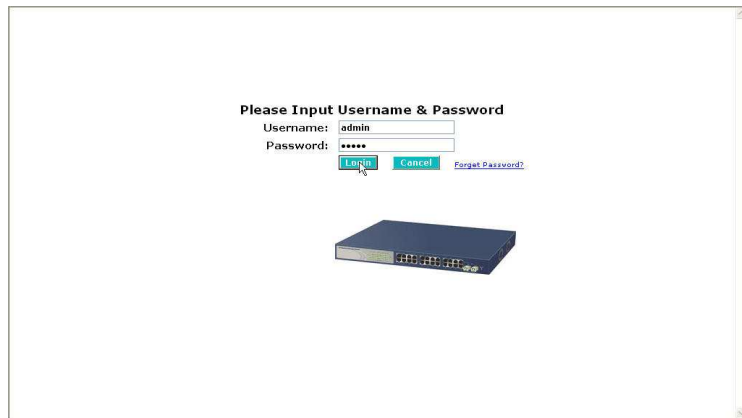 Please Input Username & Password
Username: admin
Password: •••••
Login Cancel Forget Password?